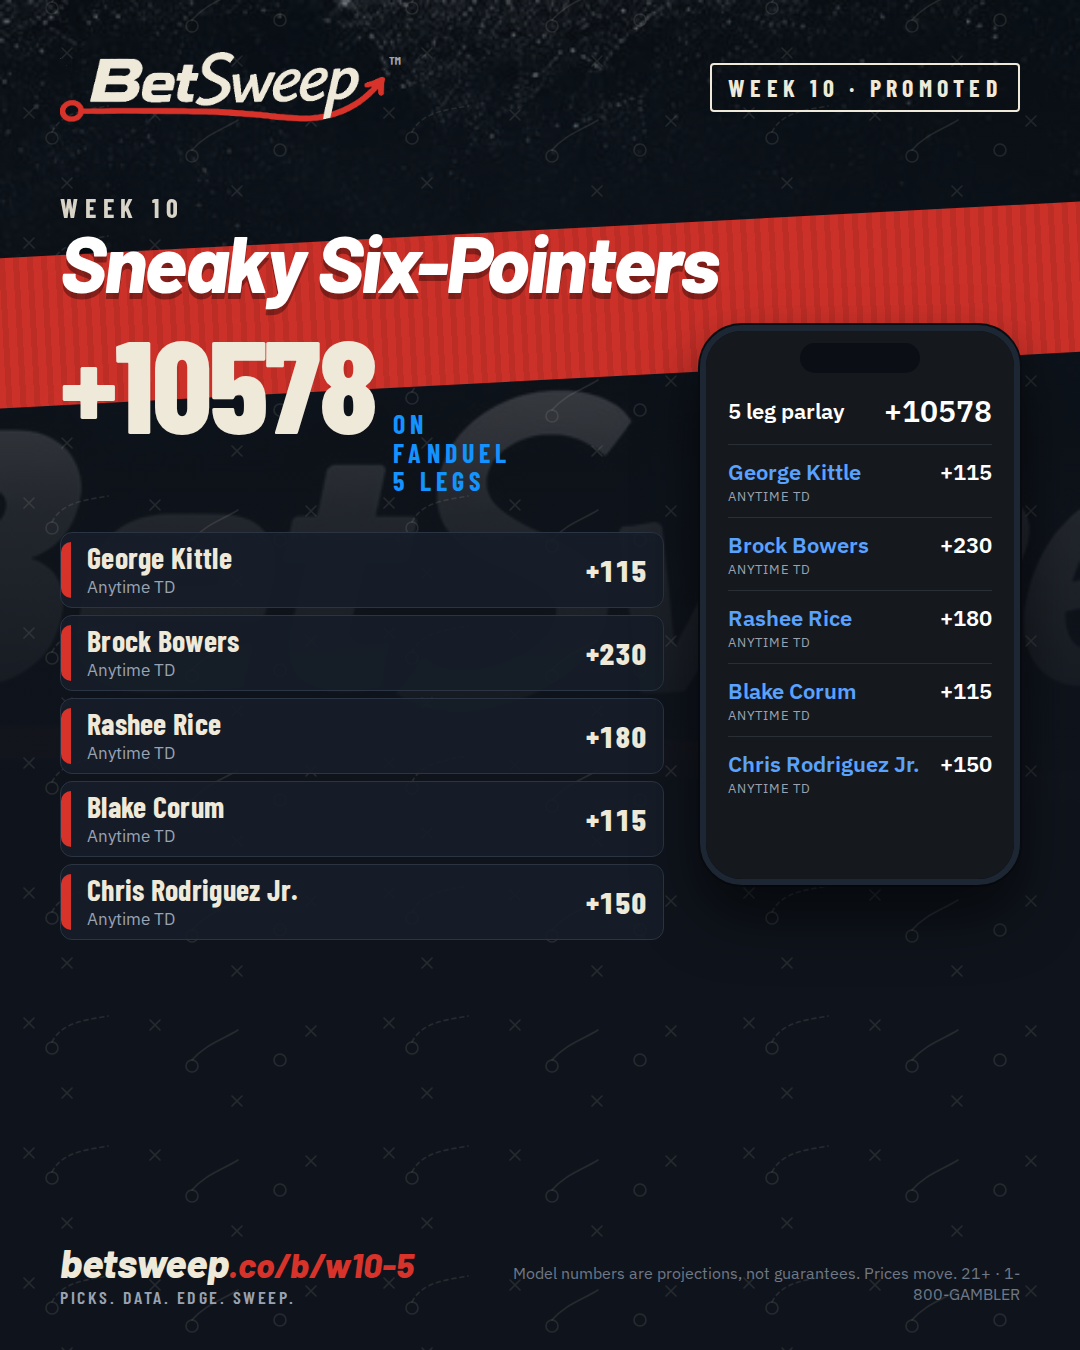 BetSweep™
WEEK 10 · PROMOTED
WEEK 10
Sneaky Six-Pointers
+10578
ON
FANDUEL
5 LEGS
George Kittle
Anytime TD
+115
Brock Bowers
Anytime TD
+230
Rashee Rice
Anytime TD
+180
Blake Corum
Anytime TD
+115
Chris Rodriguez Jr.
Anytime TD
+150
5 leg parlay +10578
George Kittle +115
ANYTIME TD
Brock Bowers +230
ANYTIME TD
Rashee Rice +180
ANYTIME TD
Blake Corum +115
ANYTIME TD
Chris Rodriguez Jr. +150
ANYTIME TD
betsweep.co/b/w10-5
PICKS. DATA. EDGE. SWEEP.
Model numbers are projections, not guarantees. Prices move. 21+ · 1-
800-GAMBLER